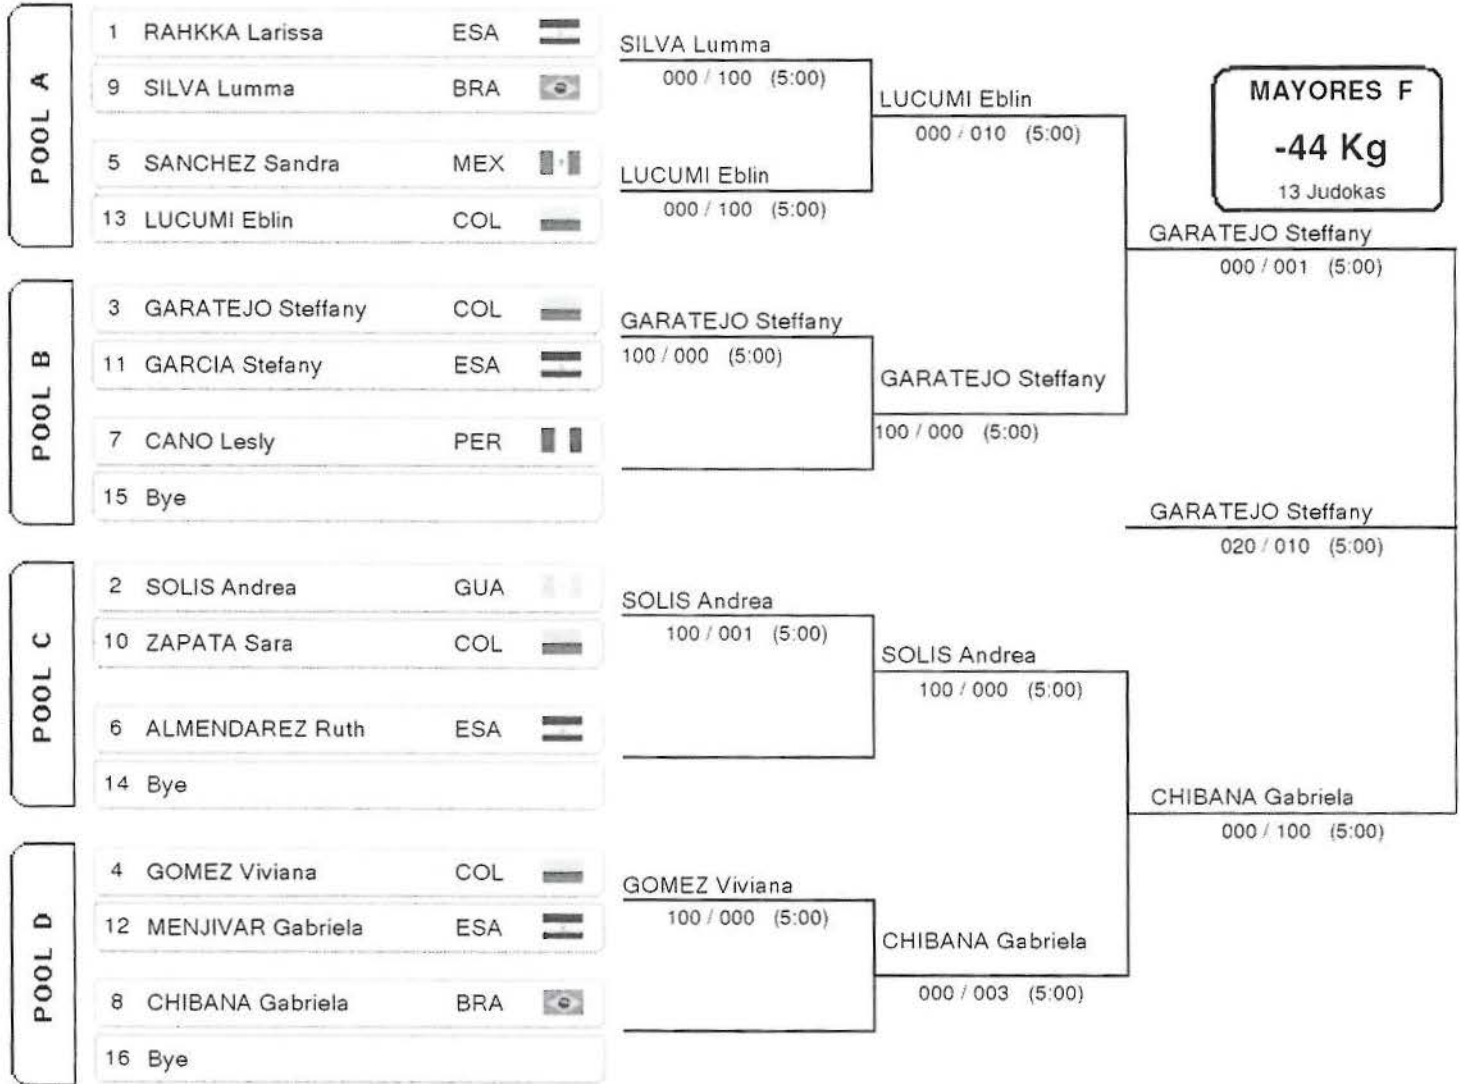 POOL A
1 RAHKKA Larissa ESA
9 SILVA Lumma BRA
5 SANCHEZ Sandra MEX
13 LUCUMI Eblin COL
POOL B
3 GARATEJO Steffany COL
11 GARCIA Stefany ESA
7 CANO Lesly PER
15 Bye
POOL C
2 SOLIS Andrea GUA
10 ZAPATA Sara COL
6 ALMENDAREZ Ruth ESA
14 Bye
POOL D
4 GOMEZ Viviana COL
12 MENJIVAR Gabriela ESA
8 CHIBANA Gabriela BRA
16 Bye
SILVA Lumma
000 / 100 (5:00)
LUCUMI Eblin
000 / 100 (5:00)
GARATEJO Steffany
100 / 000 (5:00)
SOLIS Andrea
100 / 001 (5:00)
GOMEZ Viviana
100 / 000 (5:00)
LUCUMI Eblin
000 / 010 (5:00)
GARATEJO Steffany
100 / 000 (5:00)
SOLIS Andrea
100 / 000 (5:00)
CHIBANA Gabriela
000 / 003 (5:00)
MAYORES F
-44 Kg
13 Judokas
GARATEJO Steffany
000 / 001 (5:00)
GARATEJO Steffany
020 / 010 (5:00)
CHIBANA Gabriela
000 / 100 (5:00)